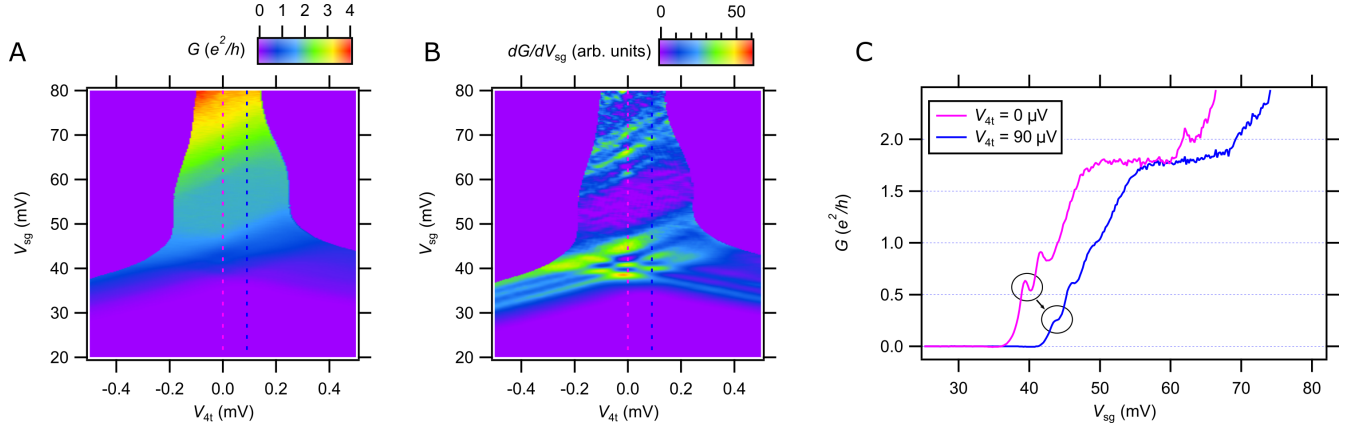 A
G (e²/h)
0 1 2 3 4
80
70
60
50
40
30
20
V_sg (mV)
-0.4 -0.2 0.0 0.2 0.4
V_4t (mV)
B
dG/dV_sg (arb. units)
0 50
80
70
60
50
40
30
20
V_sg (mV)
-0.4 -0.2 0.0 0.2 0.4
V_4t (mV)
C
V_4t = 0 µV
V_4t = 90 µV
2.0
1.5
1.0
0.5
0.0
G (e²/h)
30 40 50 60 70 80
V_sg (mV)